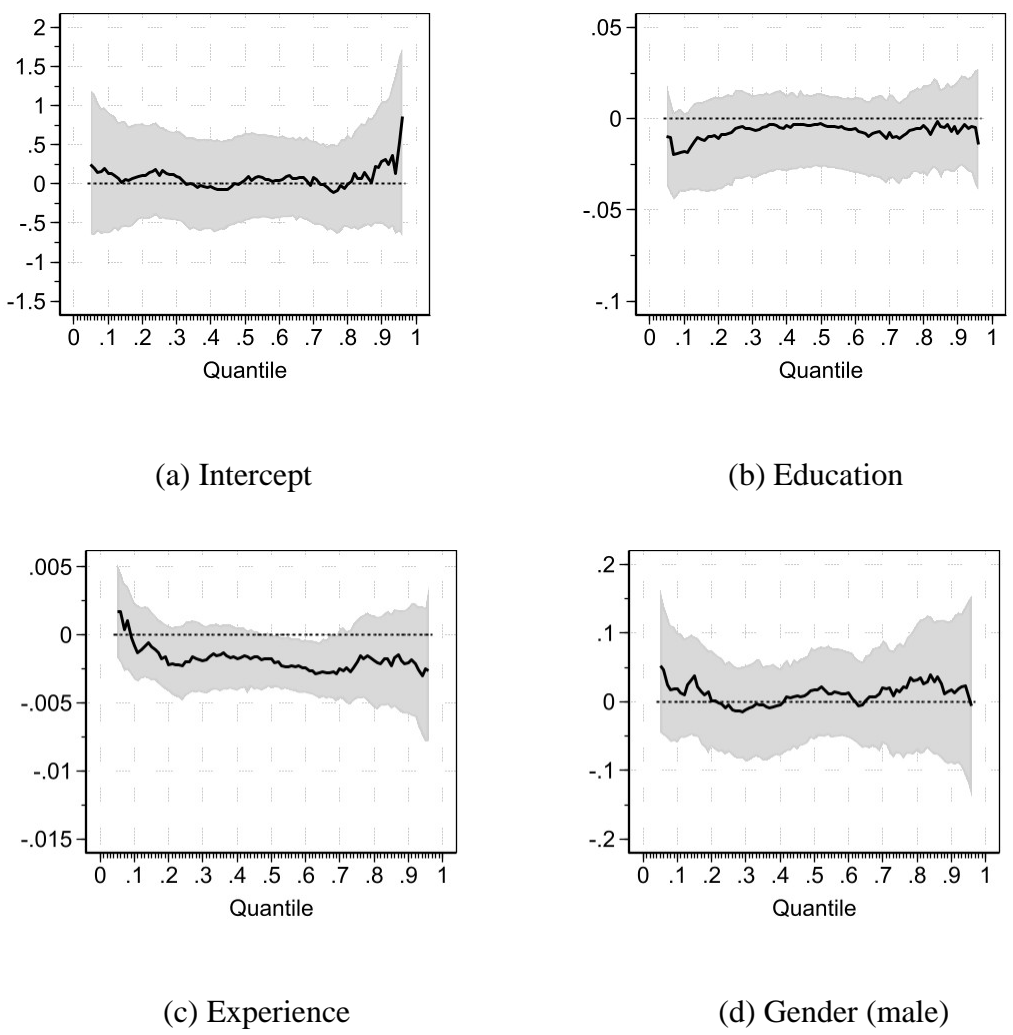 2
1.5
1
.5
0
-.5
-1
-1.5
0 .1 .2 .3 .4 .5 .6 .7 .8 .9 1
Quantile
(a) Intercept
.05
0
-.05
-.1
0 .1 .2 .3 .4 .5 .6 .7 .8 .9 1
Quantile
(b) Education
.005
0
-.005
-.01
-.015
0 .1 .2 .3 .4 .5 .6 .7 .8 .9 1
Quantile
(c) Experience
.2
.1
0
-.1
-.2
0 .1 .2 .3 .4 .5 .6 .7 .8 .9 1
Quantile
(d) Gender (male)